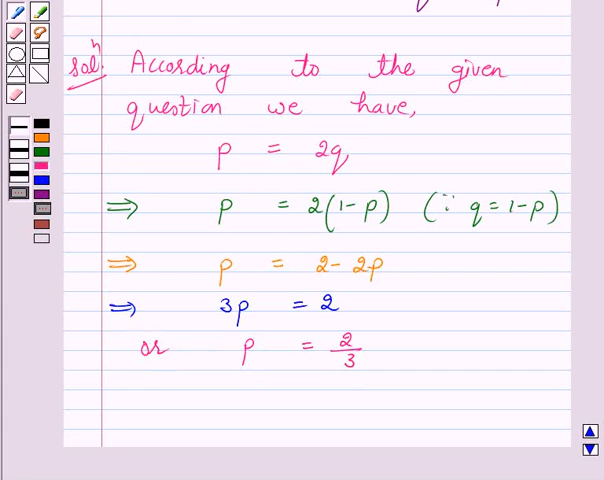 solⁿ. According to the given
question we have,
p = 2q
⇒ p = 2(1-p) (∵ q = 1-p)
⇒ p = 2 - 2p
⇒ 3p = 2
or p = 2/3